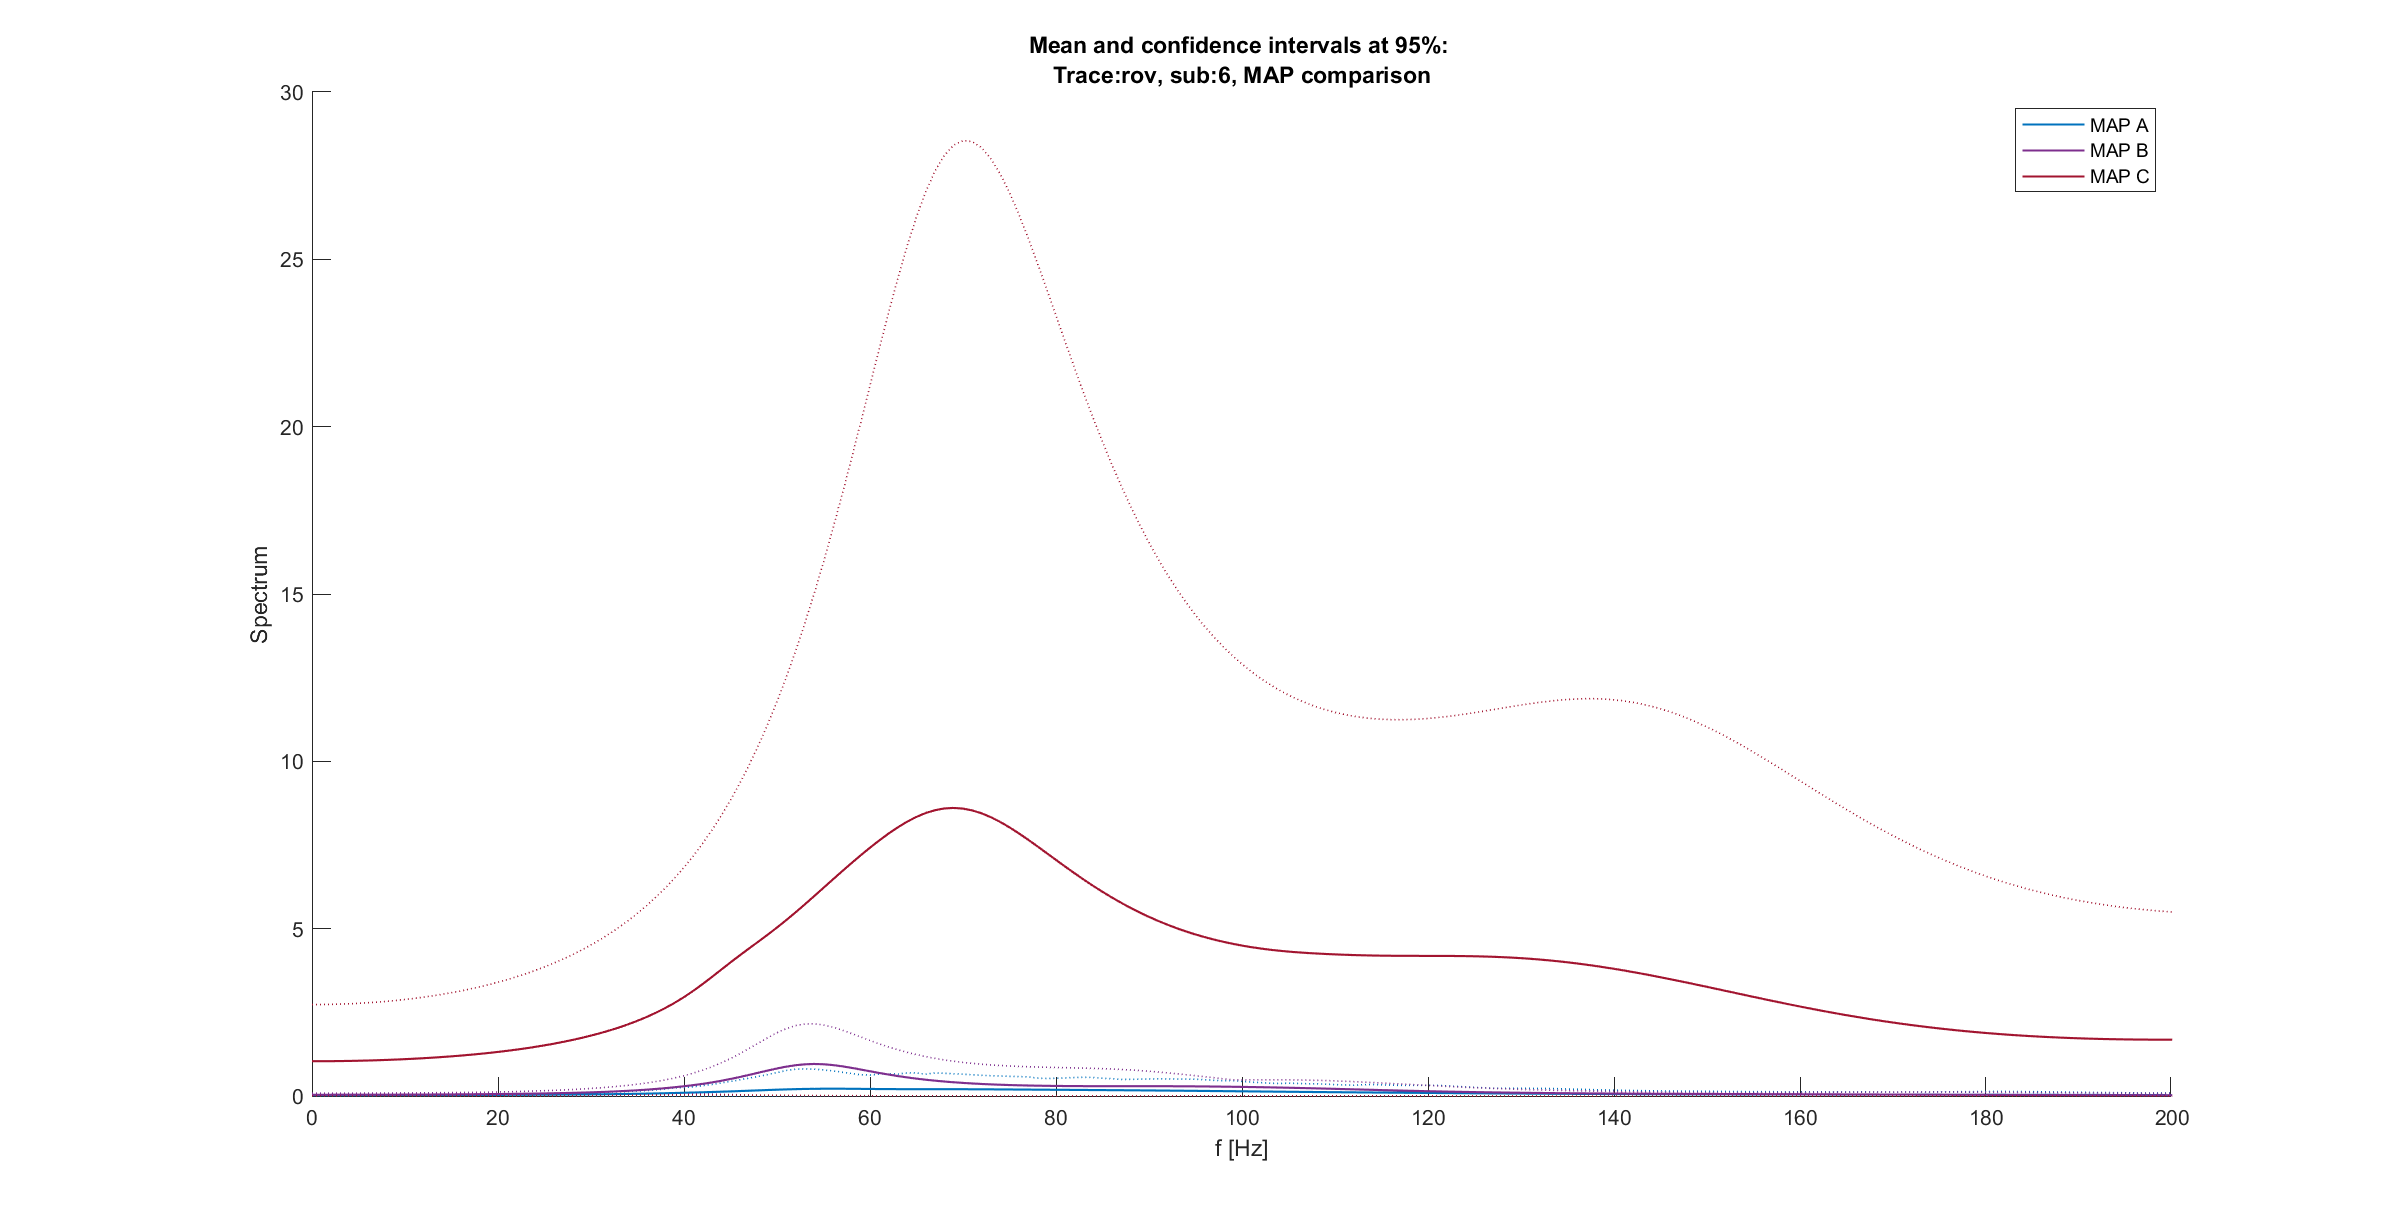 Mean and confidence intervals at 95%:
Trace:rov, sub:6, MAP comparison
MAP A
MAP B
MAP C
30
25
20
15
10
5
0
Spectrum
0 20 40 60 80 100 120 140 160 180 200
f [Hz]